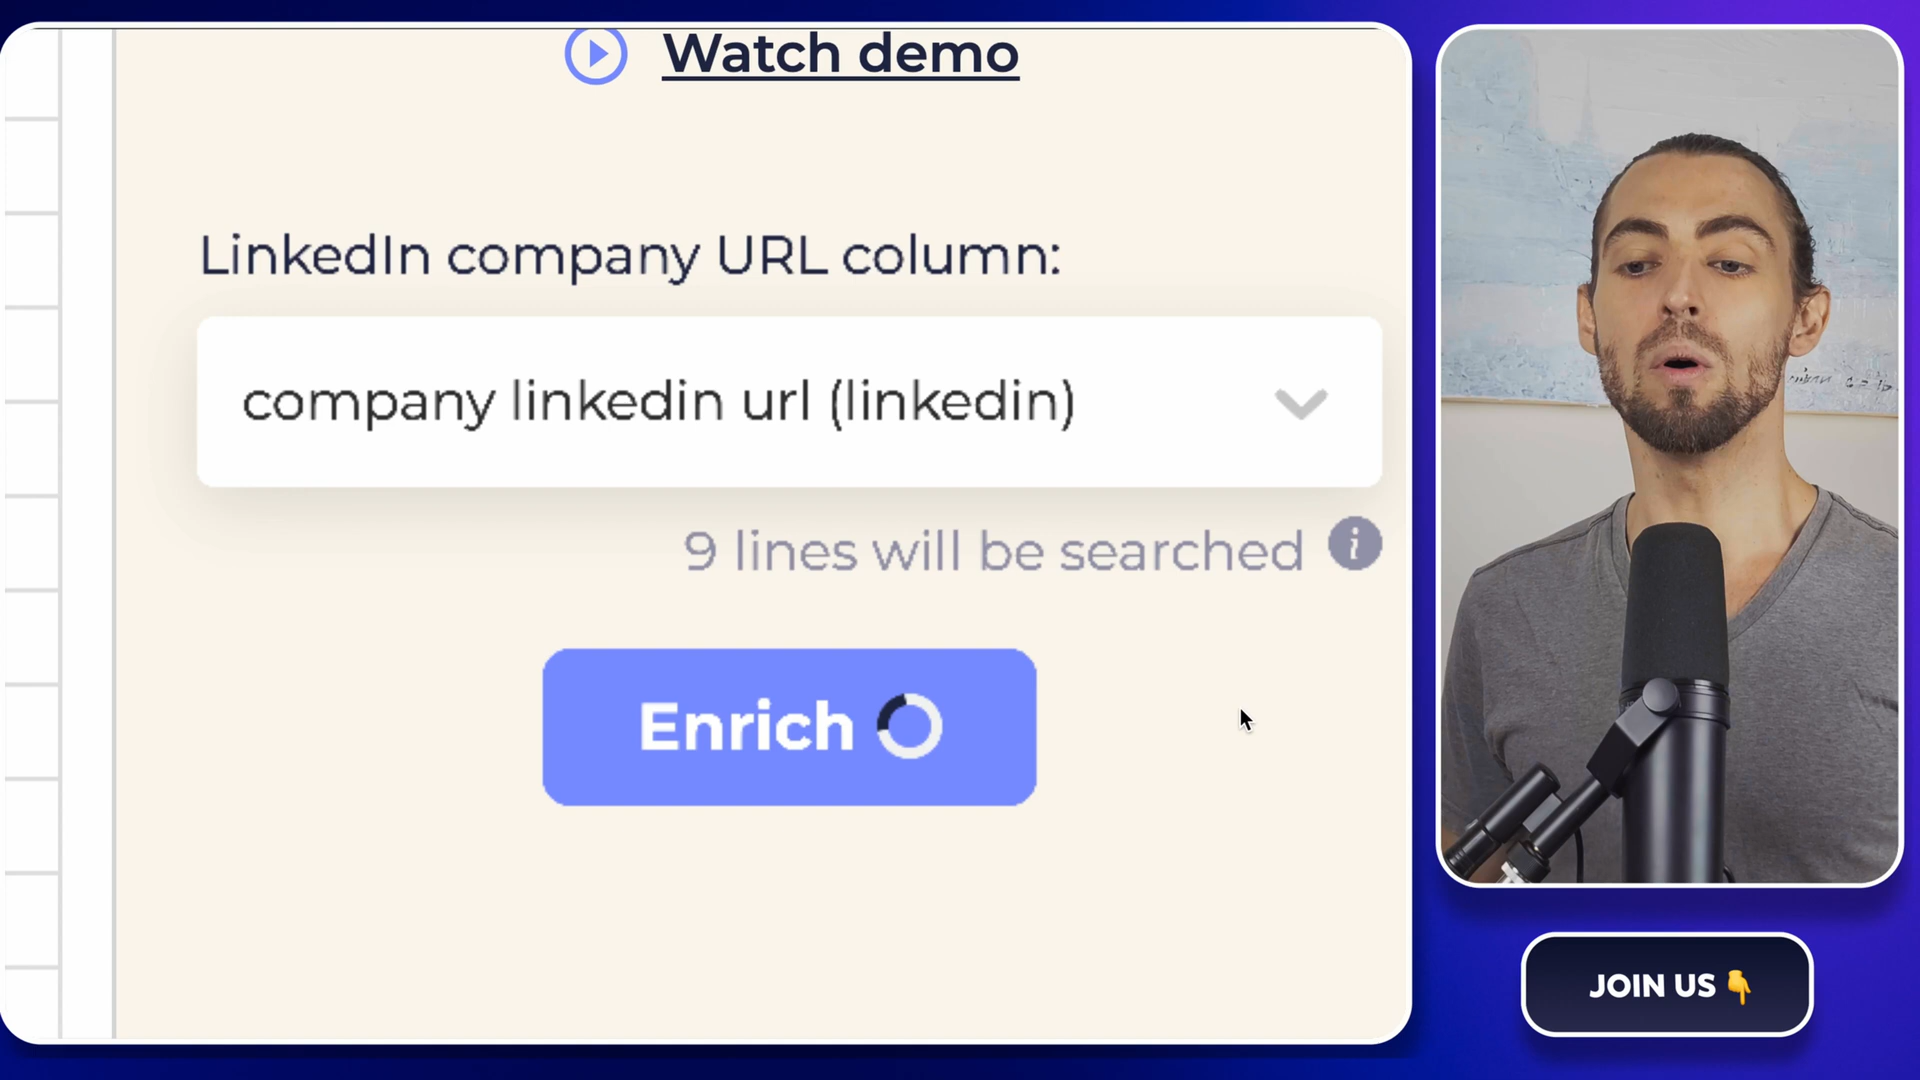 Watch demo
LinkedIn company URL column:
company linkedin url (linkedin)
9 lines will be searched
Enrich
JOIN US 👇